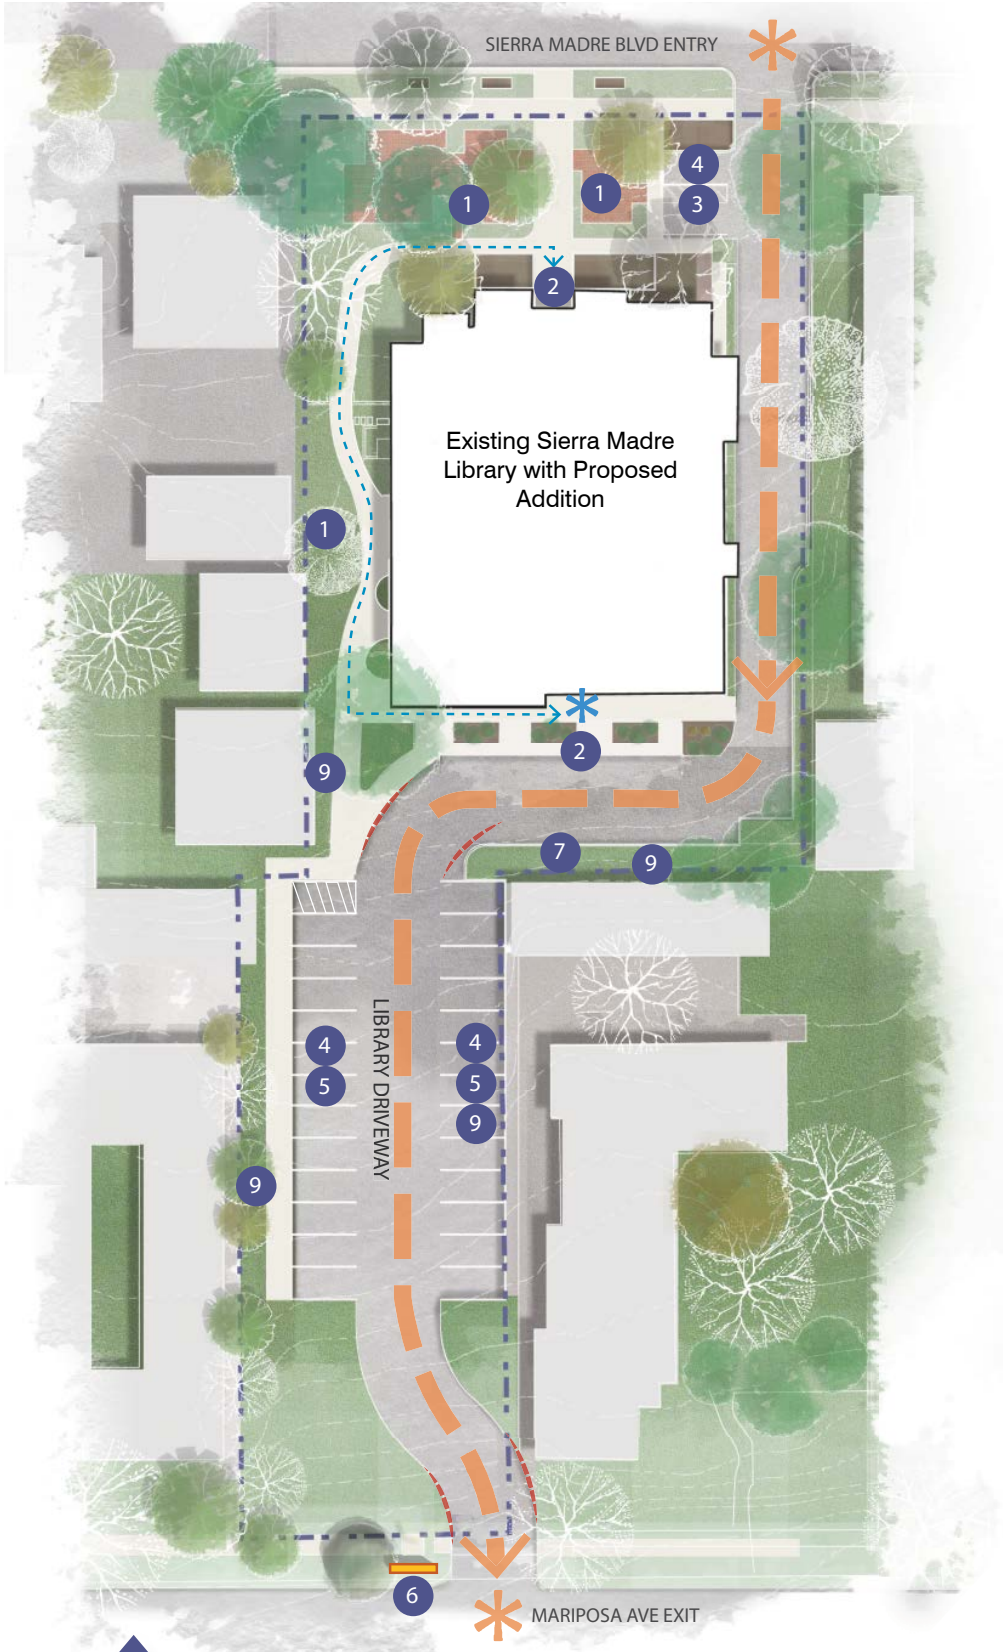 SIERRA MADRE BLVD ENTRY
4
1
1
3
2
Existing Sierra Madre
Library with Proposed
Addition
1
2
9
7
9
LIBRARY DRIVEWAY
4
5
4
5
9
9
6
MARIPOSA AVE EXIT